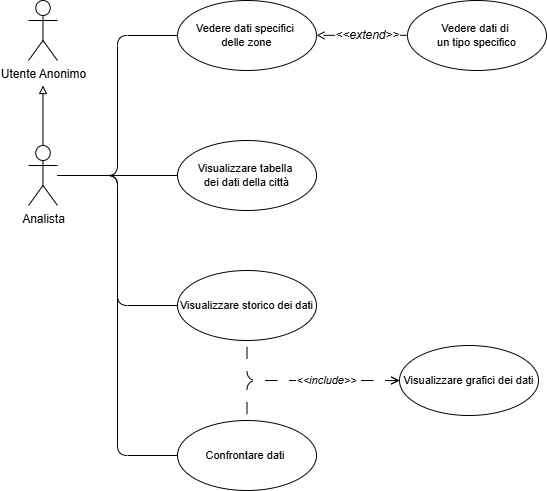 Utente Anonimo
Vedere dati specifici
delle zone
<<extend>>
Vedere dati di
un tipo specifico
Analista
Visualizzare tabella
dei dati della città
Visualizzare storico dei dati
<<include>>
Visualizzare grafici dei dati
Confrontare dati